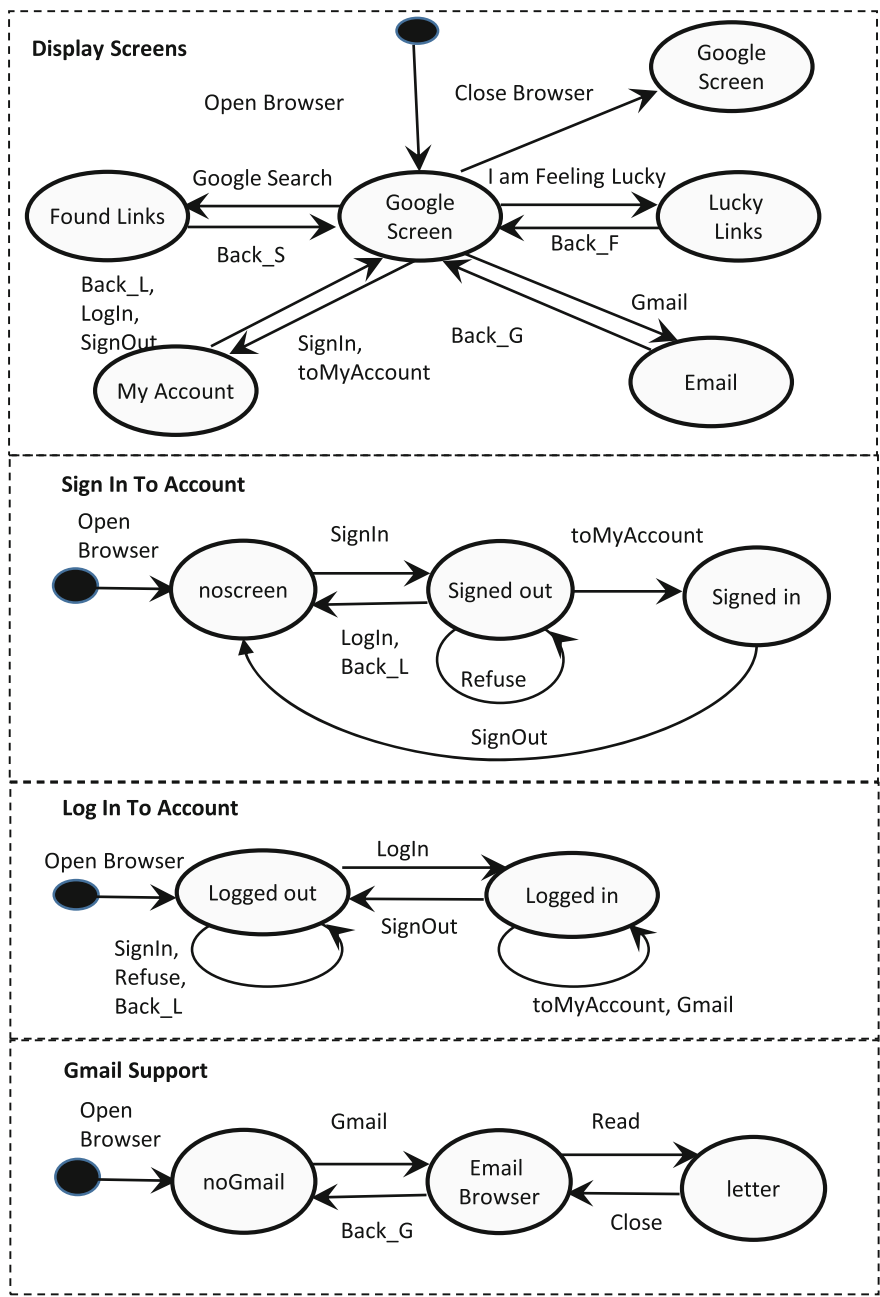 Display Screens
Google
Screen
Open Browser
Close Browser
Google Search
I am Feeling Lucky
Found Links
Google
Screen
Lucky
Links
Back_S
Back_F
Back_L,
LogIn,
SignOut
Gmail
SignIn,
toMyAccount
Back_G
My Account
Email
Sign In To Account
Open
Browser
SignIn
toMyAccount
noscreen
Signed out
Signed in
LogIn,
Back_L
Refuse
SignOut
Log In To Account
Open Browser
LogIn
Logged out
Logged in
SignOut
SignIn,
Refuse,
Back_L
toMyAccount, Gmail
Gmail Support
Open
Browser
Gmail
Read
noGmail
Email
Browser
letter
Back_G
Close